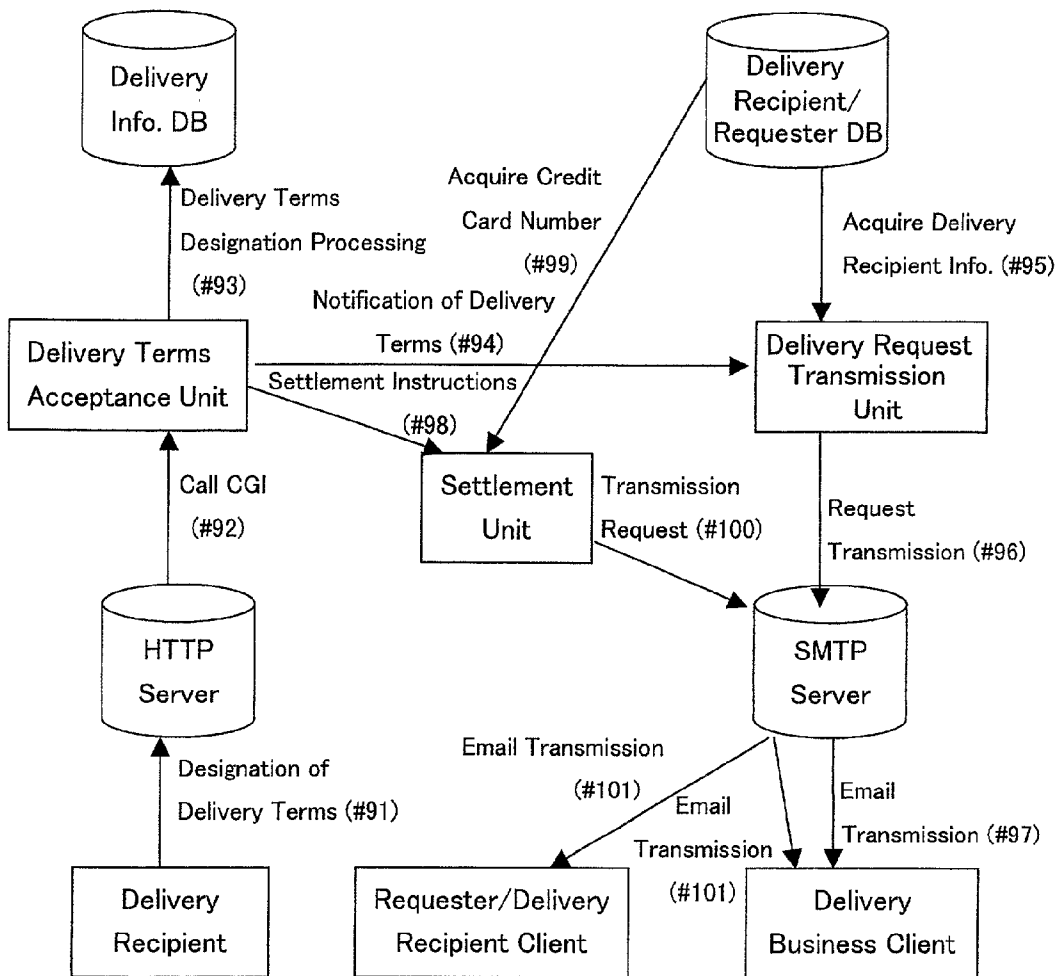 Delivery
Info. DB
Delivery
Recipient/
Requester DB
Delivery Terms
Designation Processing
(#93)
Acquire Credit
Card Number
(#99)
Acquire Delivery
Recipient Info. (#95)
Notification of Delivery
Terms (#94)
Delivery Terms
Acceptance Unit
Settlement Instructions
(#98)
Delivery Request
Transmission
Unit
Call CGI
(#92)
Settlement
Unit
Transmission
Request (#100)
Request
Transmission (#96)
HTTP
Server
SMTP
Server
Designation of
Delivery Terms (#91)
Email Transmission
(#101)
Email
Transmission
(#101)
Email
Transmission (#97)
Delivery
Recipient
Requester/Delivery
Recipient Client
Delivery
Business Client